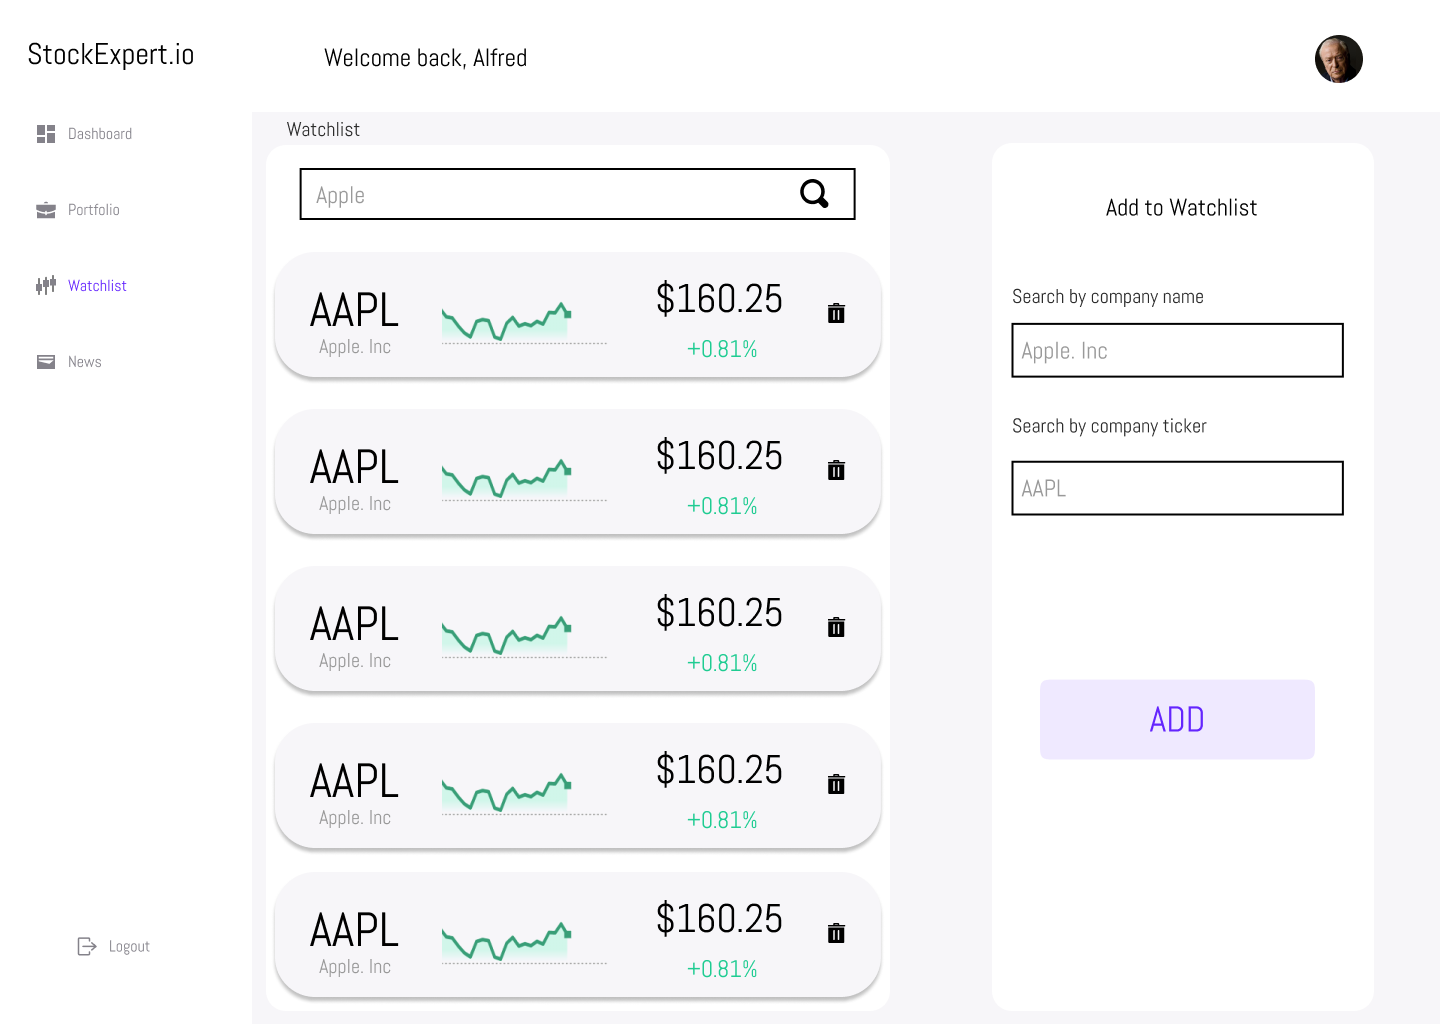 StockExpert.io
Welcome back, Alfred
Dashboard
Portfolio
Watchlist
News
Logout
Watchlist
Apple
AAPL
Apple. Inc
$160.25
+0.81%
AAPL
Apple. Inc
$160.25
+0.81%
AAPL
Apple. Inc
$160.25
+0.81%
AAPL
Apple. Inc
$160.25
+0.81%
AAPL
Apple. Inc
$160.25
+0.81%
Add to Watchlist
Search by company name
Apple. Inc
Search by company ticker
AAPL
ADD